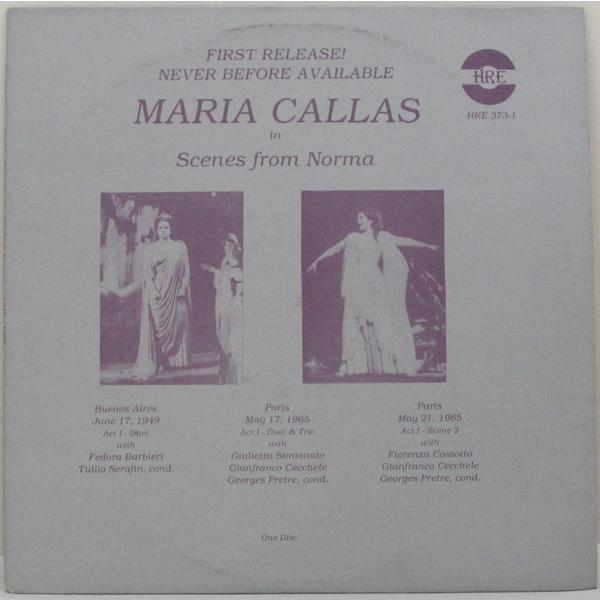 FIRST RELEASE!
NEVER BEFORE AVAILABLE
HRE
HRE 373-1
MARIA CALLAS
in
Scenes from Norma
Buenos Aires
June 17, 1949
Act I - Duet
with
Fedora Barbieri
Tullio Serafin, cond.
Paris
May 17, 1965
Act I - Duet & Trio
with
Giulietta Simionato
Gianfranco Cecchele
Georges Pretre, cond.
Paris
May 21, 1965
Act I - Scene 2
with
Fiorenza Cossotto
Gianfranco Cecchele
Georges Pretre, cond.
One Disc